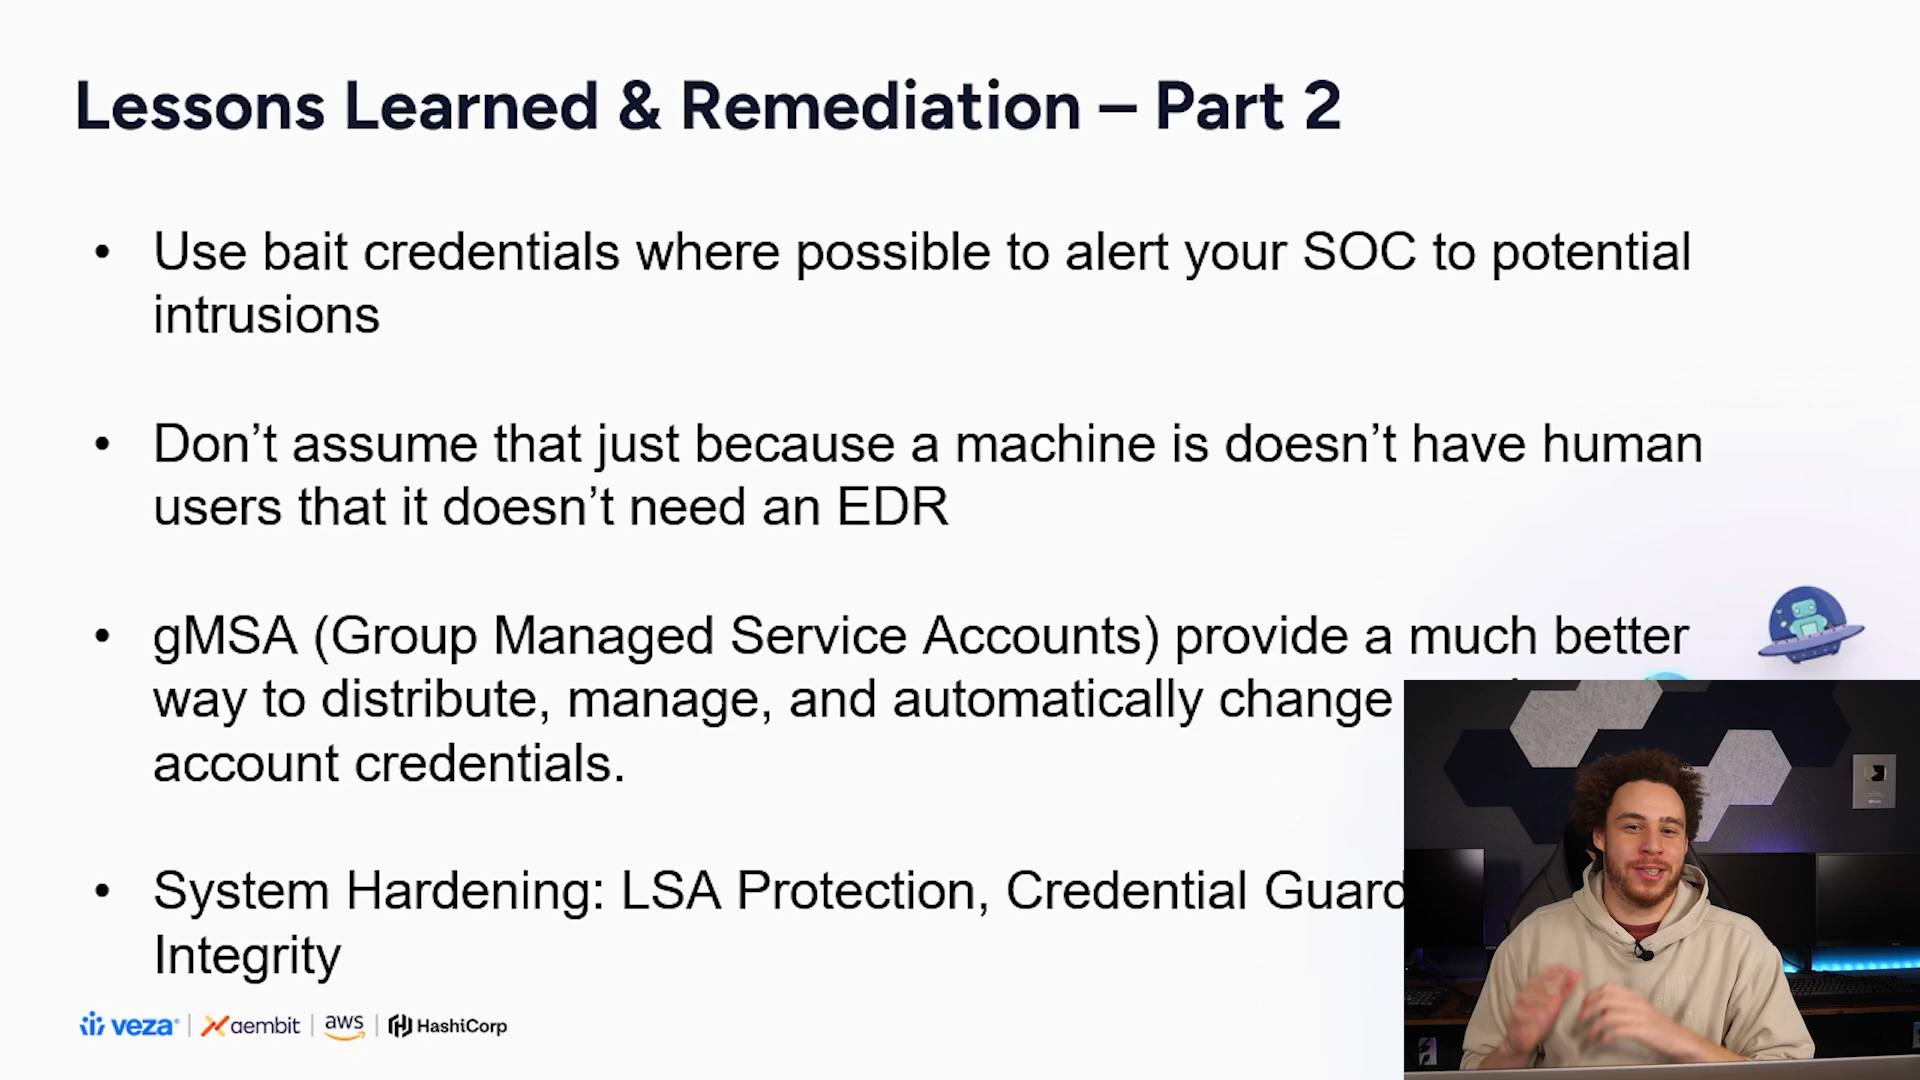 Lessons Learned & Remediation – Part 2
• Use bait credentials where possible to alert your SOC to potential
intrusions
• Don’t assume that just because a machine is doesn’t have human
users that it doesn’t need an EDR
• gMSA (Group Managed Service Accounts) provide a much better
way to distribute, manage, and automatically change
account credentials.
• System Hardening: LSA Protection, Credential Guard
Integrity
veza | aembit | aws | HashiCorp